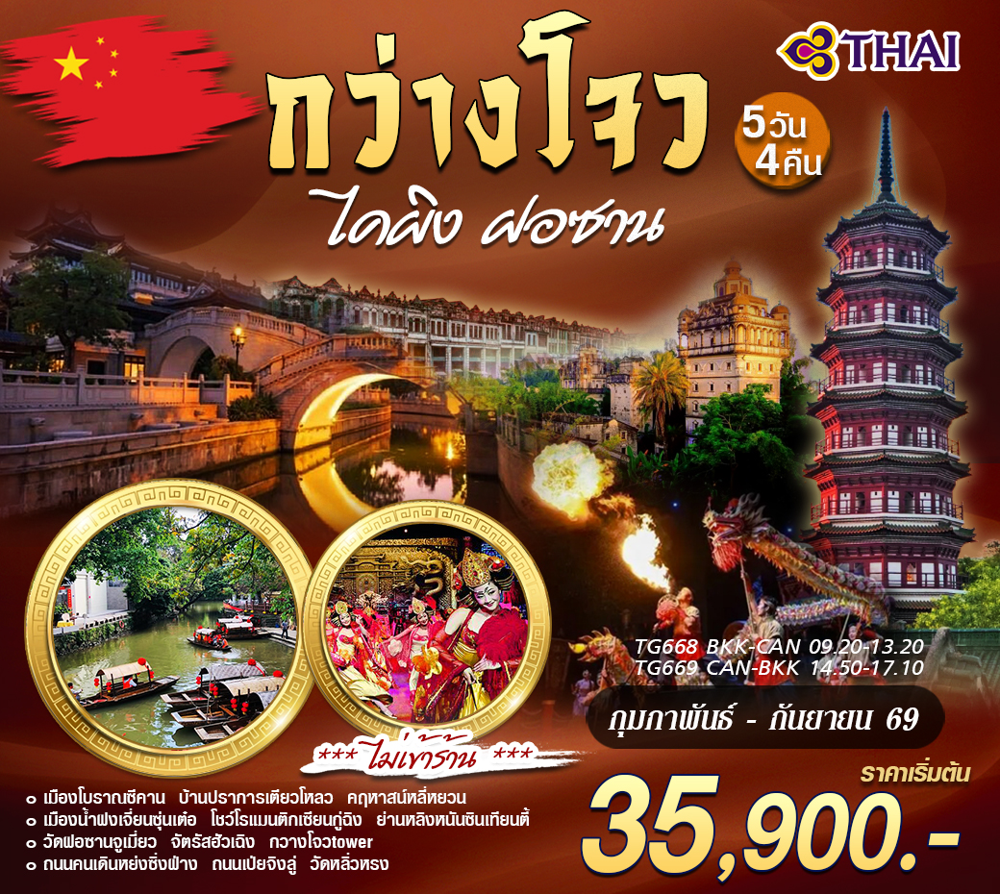 THAI
กว่างโจว
5 วัน
4 คืน
ไคผิง ฝอซาน
TG668 BKK-CAN 09.20-13.20
TG669 CAN-BKK 14.50-17.10
กุมภาพันธ์ - กันยายน 69
*** ไม่เข้าร้าน ***
ราคาเริ่มต้น
35,900.-
o เมืองโบราณซีคาน บ้านปราการเตียวโหลว คฤหาสน์หลี่หยวน
o เมืองน้ำฝงเจี่ยนซุ่นเต๋อ โชว์โรแมนติกเซียนกู่ฉิง ย่านหลิงหนันซินเทียนตี้
o วัดฝอซานจูเมี่ยว จัตุรัสฮัวเฉิง กวางโจวtower
o ถนนคนเดินหย่งซิ่งฟาง ถนนเป่ยจิงลู่ วัดหลิ่วหรง